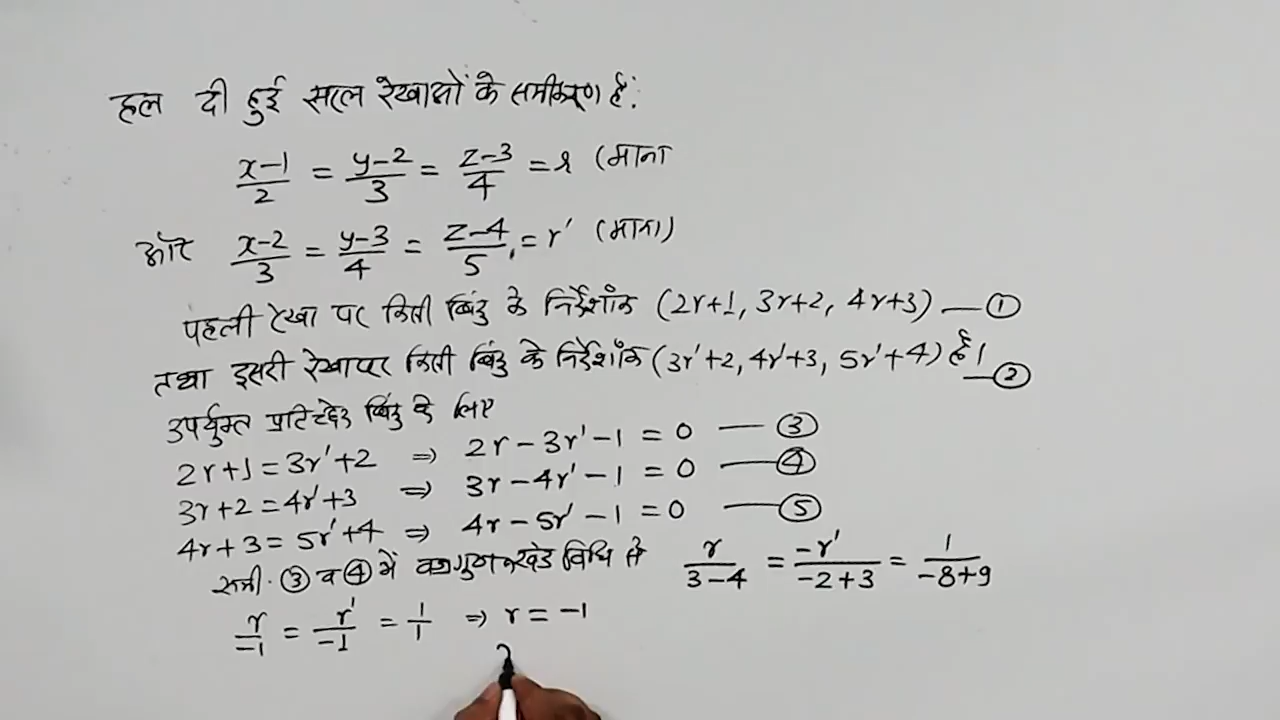 हल दी हुई सरल रेखाओं के समीकरण हैं:
x-1/2 = y-2/3 = z-3/4 = r (माना
और x-2/3 = y-3/4 = z-4/5 = r' (माना)
पहली रेखा पर किसी बिंदु के निर्देशाँक (2r+1, 3r+2, 4r+3) — ①
तथा दूसरी रेखा पर किसी बिंदु के निर्देशाँक (3r'+2, 4r'+3, 5r'+4) हैं।
— ②
उपर्युक्त प्रतिच्छेद बिंदु के लिए
2r+1 = 3r'+2 ⇒ 2r - 3r' - 1 = 0 — ③
3r+2 = 4r'+3 ⇒ 3r - 4r' - 1 = 0 — ④
4r+3 = 5r'+4 ⇒ 4r - 5r' - 1 = 0 — ⑤
समी. ③ व ④ में वज्रगुणनखंड विधि से r/3-4 = -r'/-2+3 = 1/-8+9
r/-1 = r'/-1 = 1/1 ⇒ r = -1